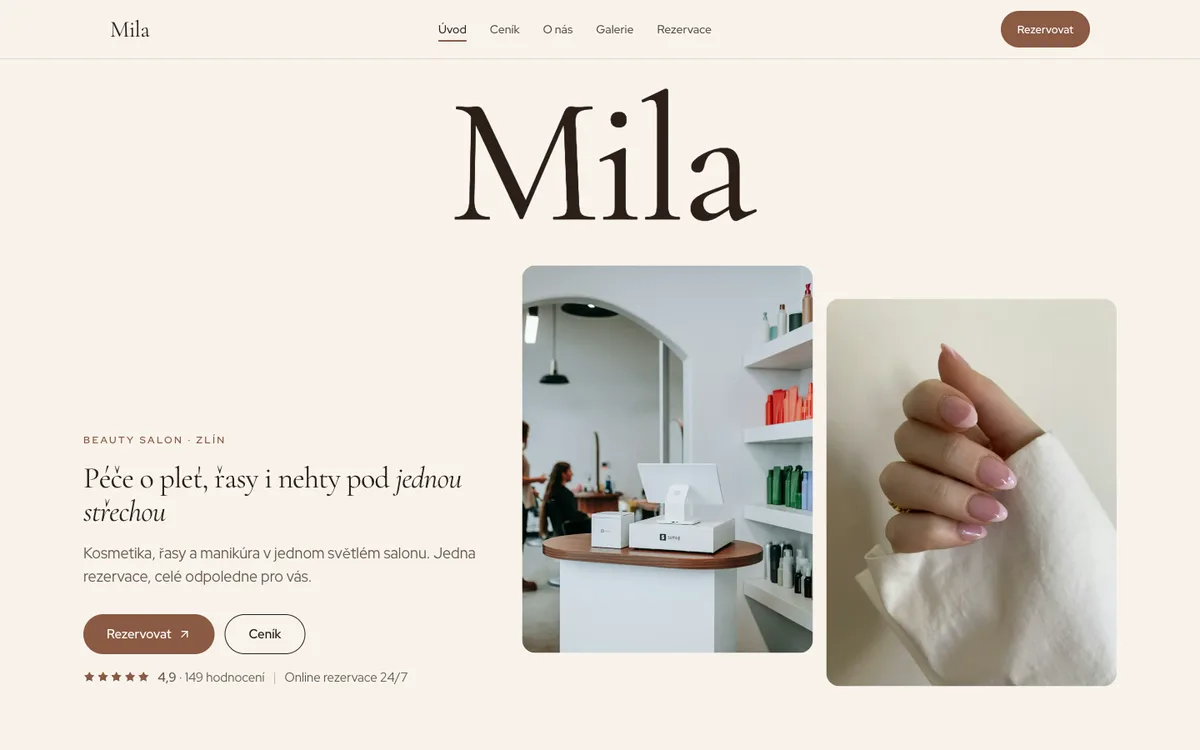 Mila
Úvod
Ceník
O nás
Galerie
Rezervace
Rezervovat
Mila
BEAUTY SALON · ZLÍN
Péče o pleť, řasy i nehty pod jednou
střechou
Kosmetika, řasy a manikúra v jednom světlém salonu. Jedna
rezervace, celé odpoledne pro vás.
Rezervovat
Ceník
4,9 · 149 hodnocení | Online rezervace 24/7